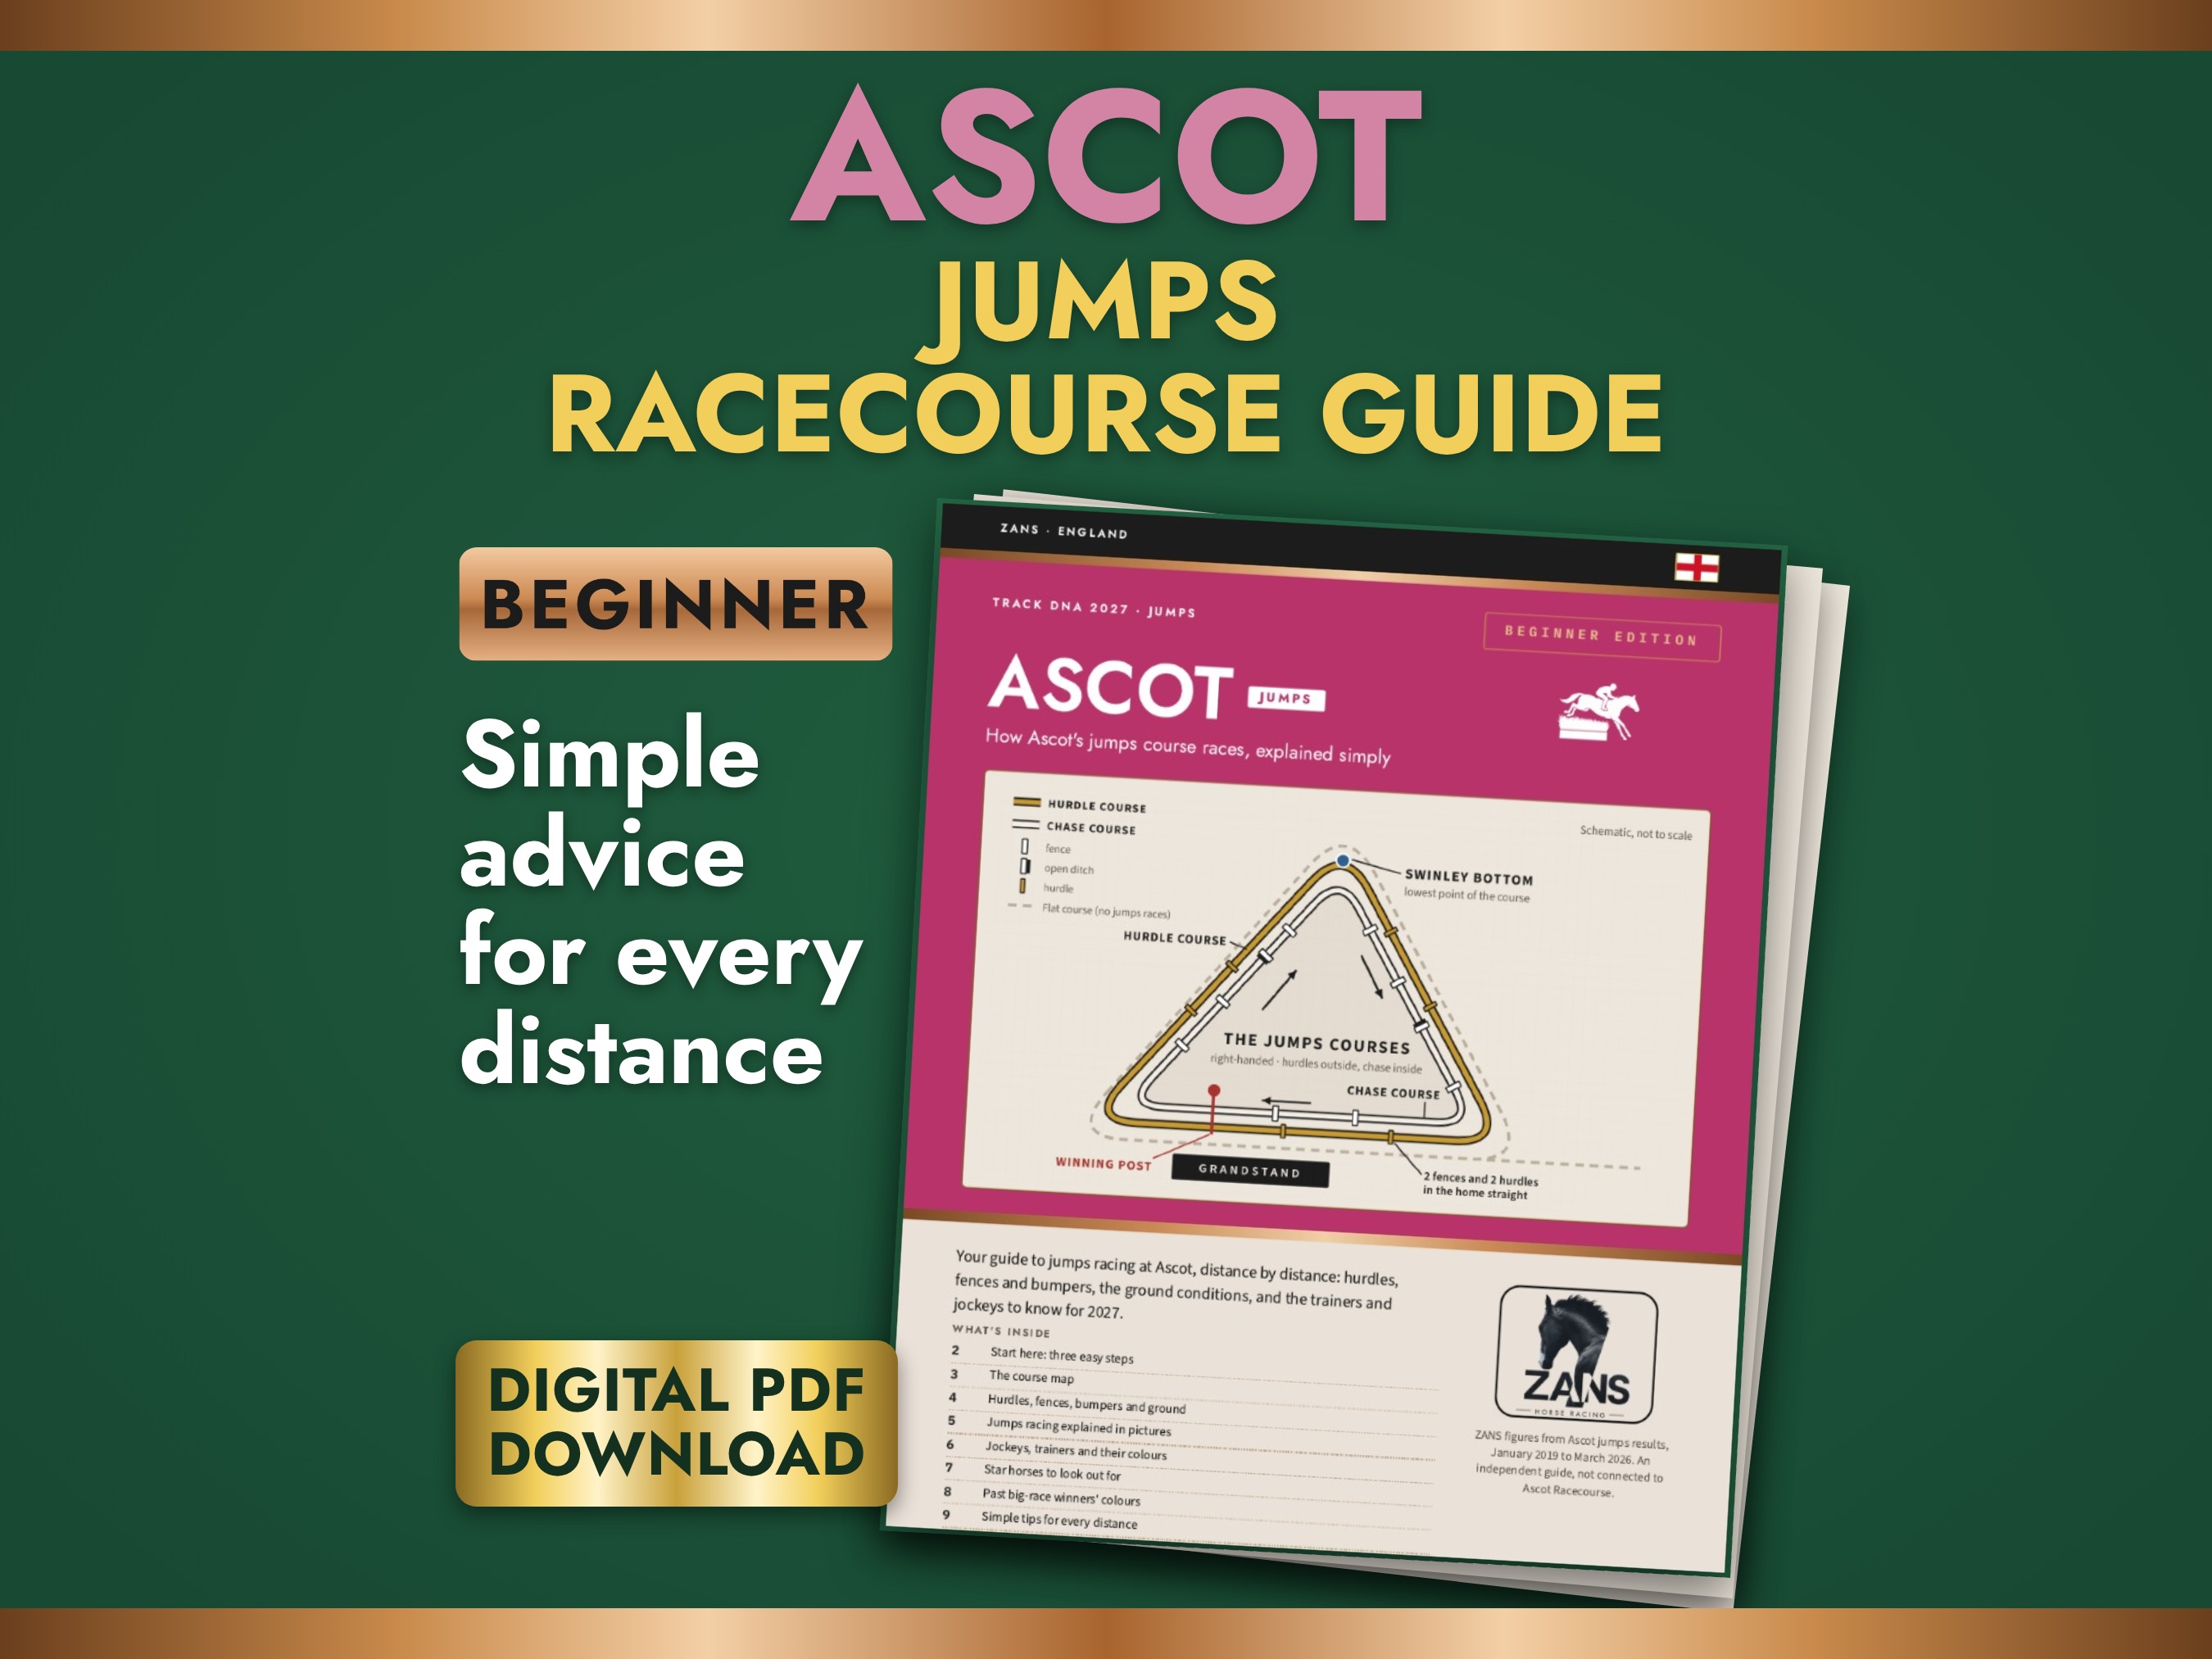 ASCOT
JUMPS
RACECOURSE GUIDE
BEGINNER
Simple
advice
for every
distance
DIGITAL PDF
DOWNLOAD
ZANS · ENGLAND
TRACK DNA 2027 · JUMPS
BEGINNER EDITION
ASCOT JUMPS
How Ascot's jumps course races, explained simply
HURDLE COURSE
CHASE COURSE
fence
open ditch
hurdle
Flat course (no jumps races)
Schematic, not to scale
SWINLEY BOTTOM
lowest point of the course
HURDLE COURSE
THE JUMPS COURSES
right-handed · hurdles outside, chase inside
CHASE COURSE
WINNING POST
GRANDSTAND
2 fences and 2 hurdles
in the home straight
Your guide to jumps racing at Ascot, distance by distance: hurdles,
fences and bumpers, the ground conditions, and the trainers and
jockeys to know for 2027.
WHAT'S INSIDE
2 Start here: three easy steps
3 The course map
4 Hurdles, fences, bumpers and ground
5 Jumps racing explained in pictures
6 Jockeys, trainers and their colours
7 Star horses to look out for
8 Past big-race winners' colours
9 Simple tips for every distance
ZANS
HORSE RACING
ZANS figures from Ascot jumps results,
January 2019 to March 2026. An
independent guide, not connected to
Ascot Racecourse.